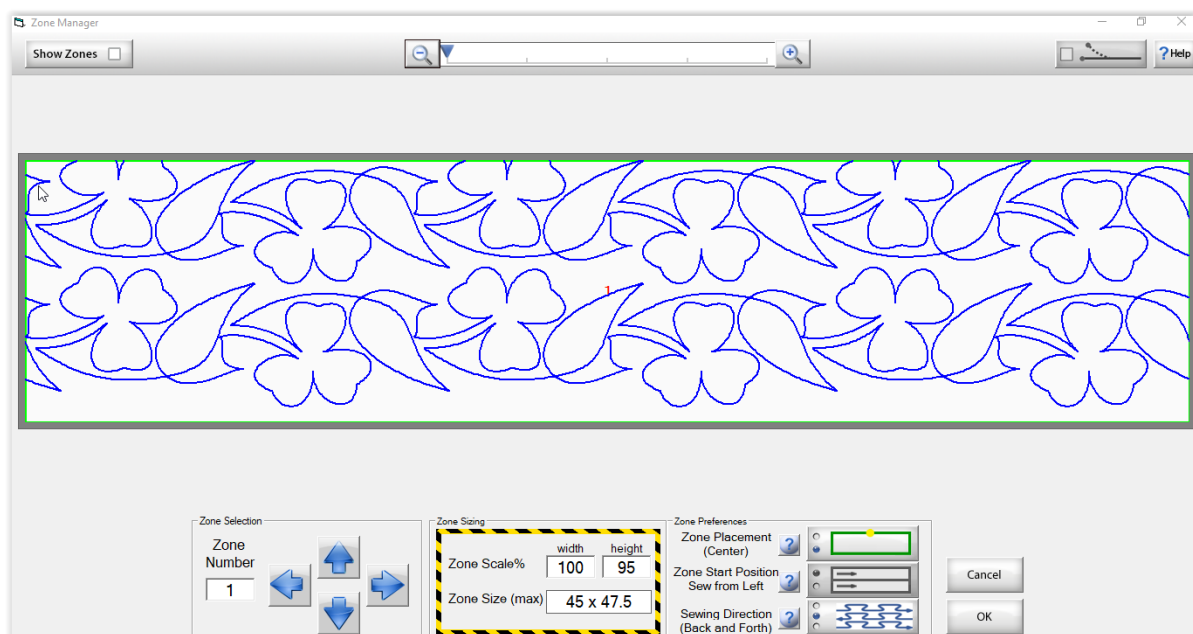 Zone Manager
Show Zones
?Help
1
Zone Selection
Zone
Number
1
Zone Sizing
width height
Zone Scale% 100 95
Zone Size (max) 45 x 47.5
Zone Preferences
Zone Placement
(Center)
?
Zone Start Position
Sew from Left
?
Sewing Direction
(Back and Forth)
?
Cancel
OK